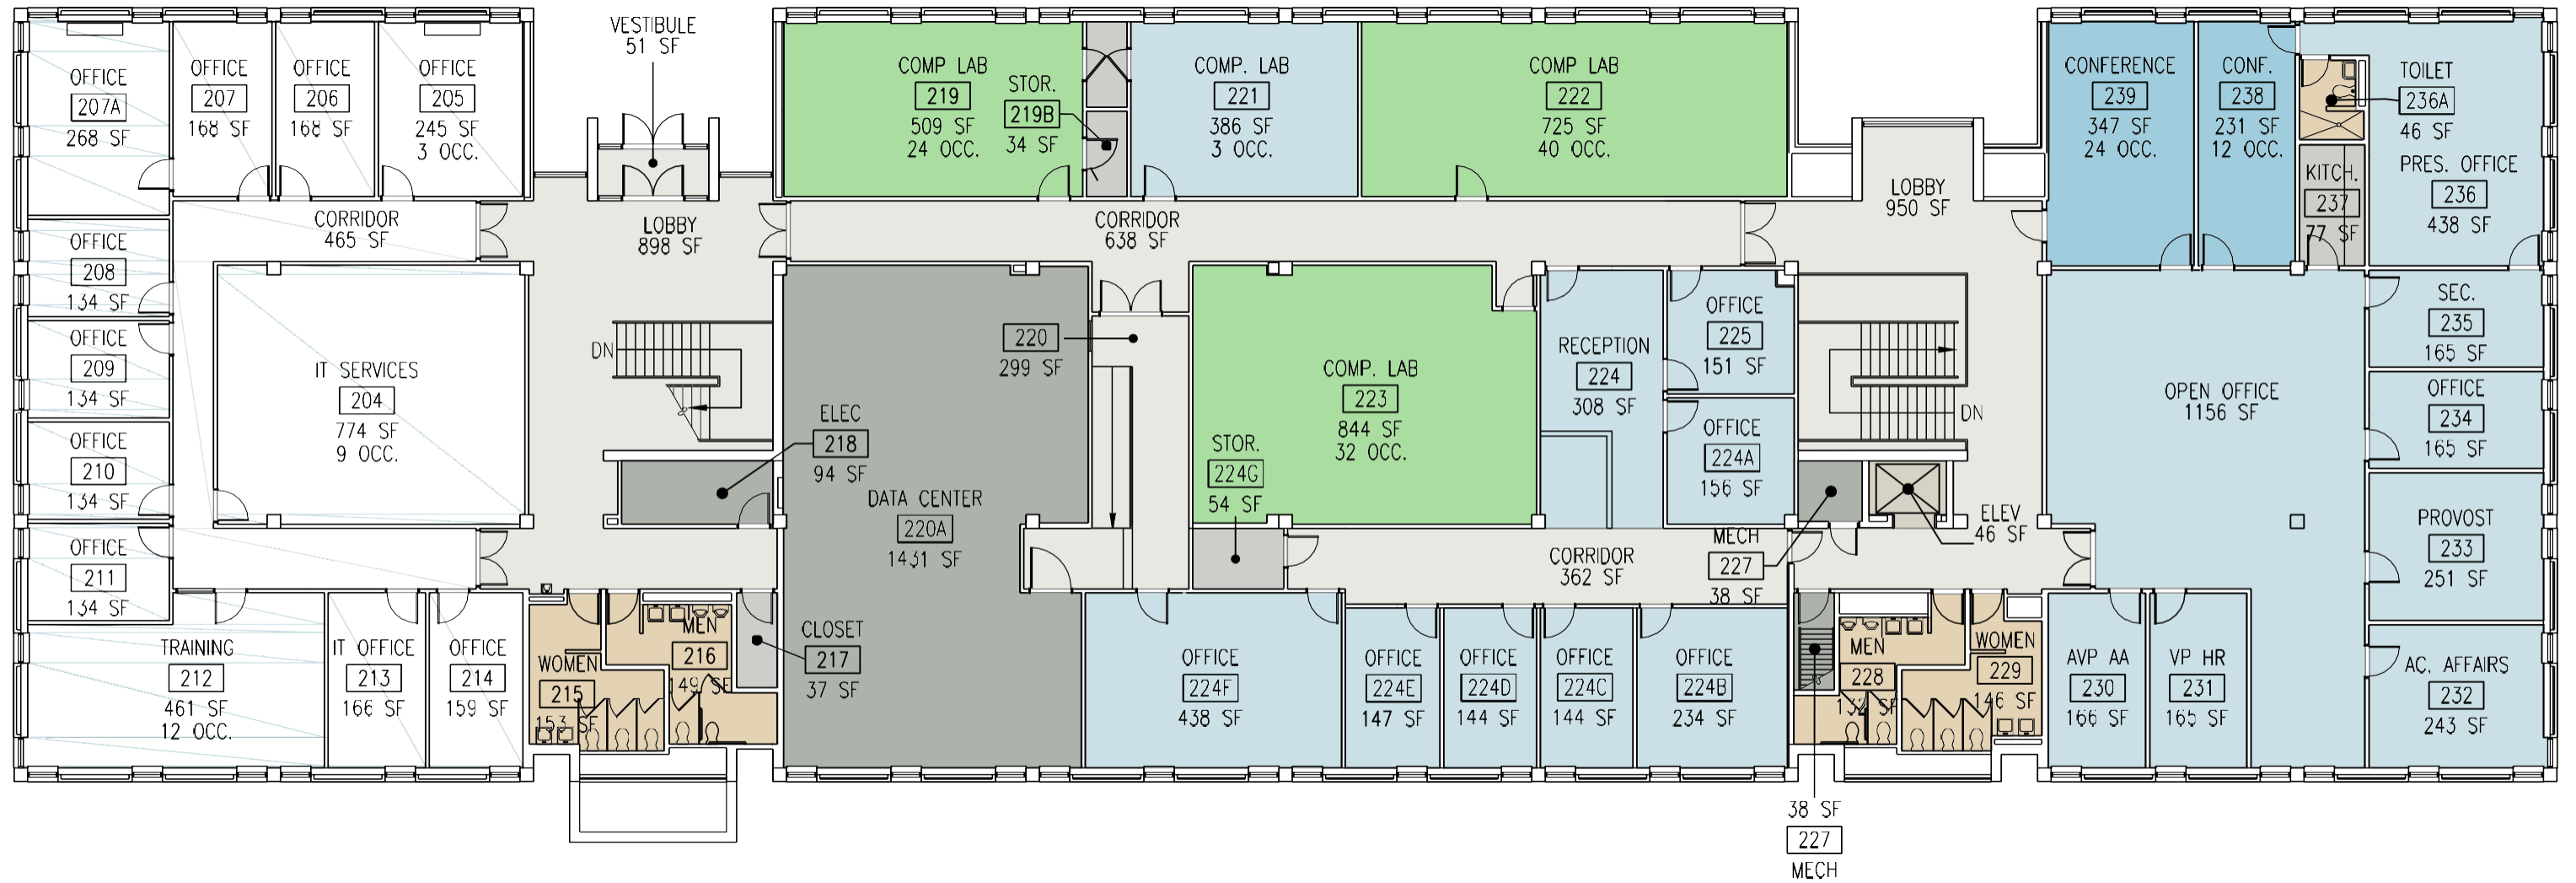 VESTIBULE
51 SF
OFFICE
207A
268 SF
OFFICE
207
168 SF
OFFICE
206
168 SF
OFFICE
205
245 SF
3 OCC.
COMP LAB
219
509 SF
24 OCC.
STOR.
219B
34 SF
COMP. LAB
221
386 SF
3 OCC.
COMP LAB
222
725 SF
40 OCC.
CONFERENCE
239
347 SF
24 OCC.
CONF.
238
231 SF
12 OCC.
TOILET
236A
46 SF
PRES. OFFICE
236
438 SF
KITCH.
237
77 SF
CORRIDOR
465 SF
LOBBY
898 SF
CORRIDOR
638 SF
LOBBY
950 SF
OFFICE
208
134 SF
OFFICE
209
134 SF
OFFICE
210
134 SF
OFFICE
211
134 SF
IT SERVICES
204
774 SF
9 OCC.
DN
ELEC
218
94 SF
220
299 SF
DATA CENTER
220A
1431 SF
COMP. LAB
223
844 SF
32 OCC.
STOR.
224G
54 SF
RECEPTION
224
308 SF
OFFICE
225
151 SF
OFFICE
224A
156 SF
DN
OPEN OFFICE
1156 SF
SEC.
235
165 SF
OFFICE
234
165 SF
PROVOST
233
251 SF
AC. AFFAIRS
232
243 SF
ELEV
46 SF
MECH
227
38 SF
CORRIDOR
362 SF
TRAINING
212
461 SF
12 OCC.
IT OFFICE
213
166 SF
OFFICE
214
159 SF
WOMEN
215
153 SF
MEN
216
149 SF
CLOSET
217
37 SF
OFFICE
224F
438 SF
OFFICE
224E
147 SF
OFFICE
224D
144 SF
OFFICE
224C
144 SF
OFFICE
224B
234 SF
MEN
228
132 SF
WOMEN
229
146 SF
AVP AA
230
166 SF
VP HR
231
165 SF
38 SF
227
MECH